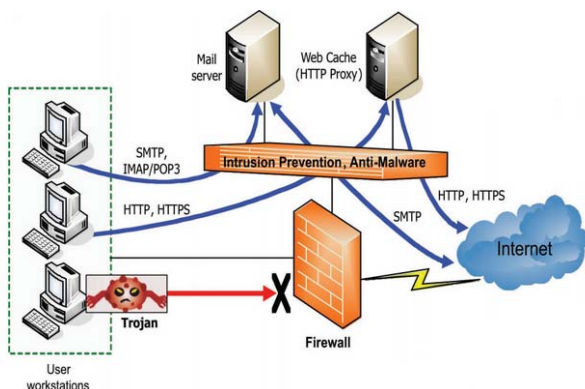 Mail
server
Web Cache
(HTTP Proxy)
SMTP,
IMAP/POP3
Intrusion Prevention, Anti-Malware
HTTP, HTTPS
HTTP, HTTPS
SMTP
Internet
X
Trojan
Firewall
User
workstations